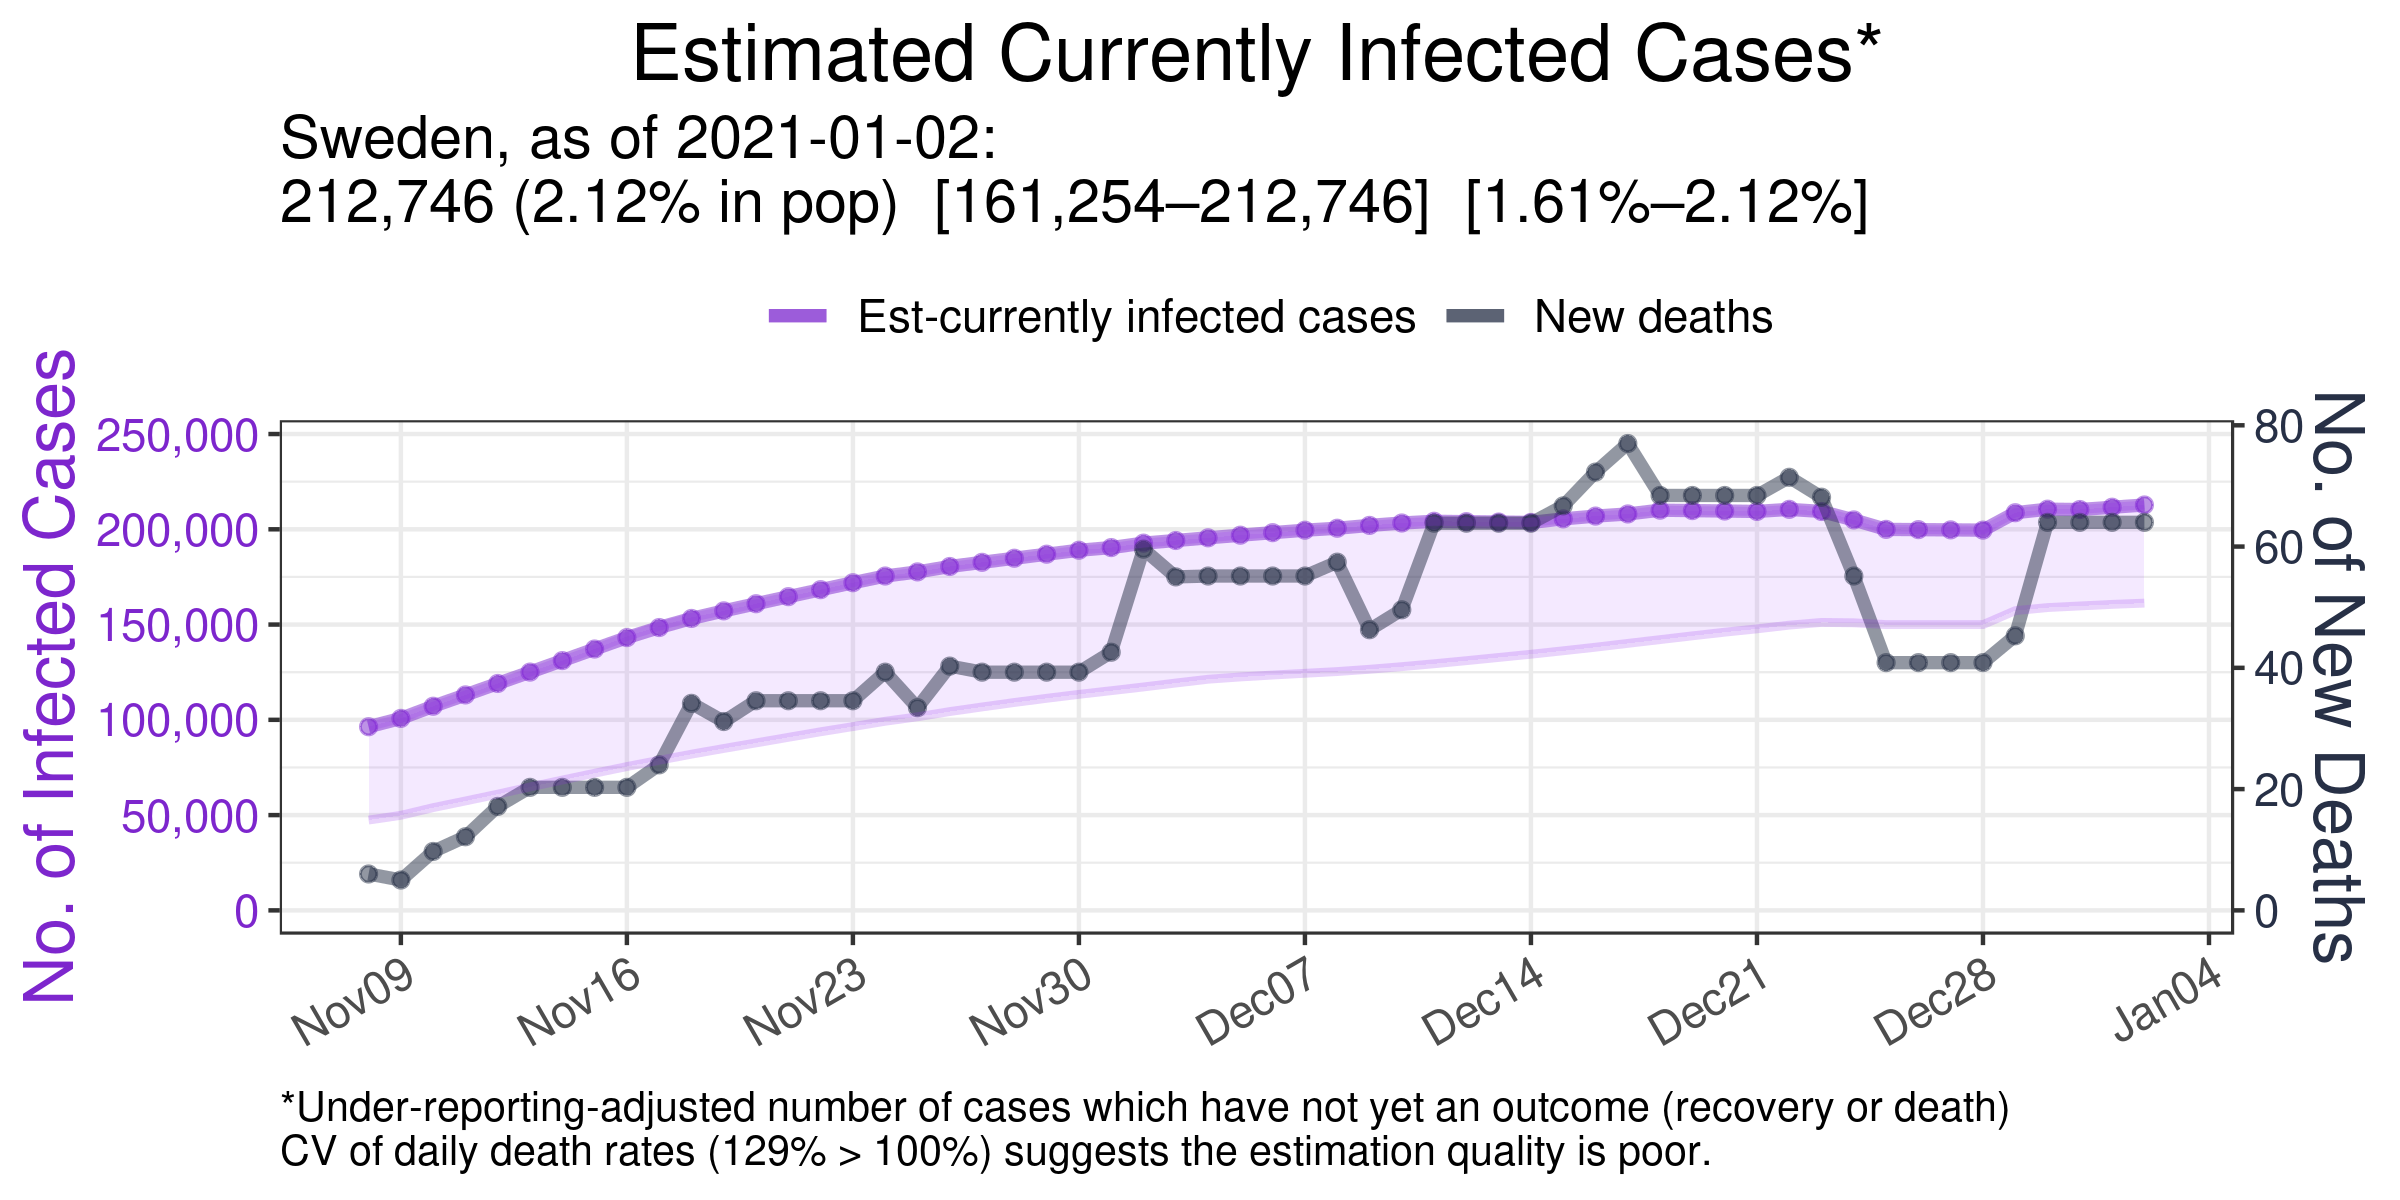 Estimated Currently Infected Cases*
Sweden, as of 2021-01-02:
212,746 (2.12% in pop) [161,254–212,746] [1.61%–2.12%]
Est-currently infected cases
New deaths
No. of Infected Cases
250,000
200,000
150,000
100,000
50,000
0
80
60
40
20
0
No. of New Deaths
Nov09
Nov16
Nov23
Nov30
Dec07
Dec14
Dec21
Dec28
Jan04
*Under-reporting-adjusted number of cases which have not yet an outcome (recovery or death)
CV of daily death rates (129% > 100%) suggests the estimation quality is poor.